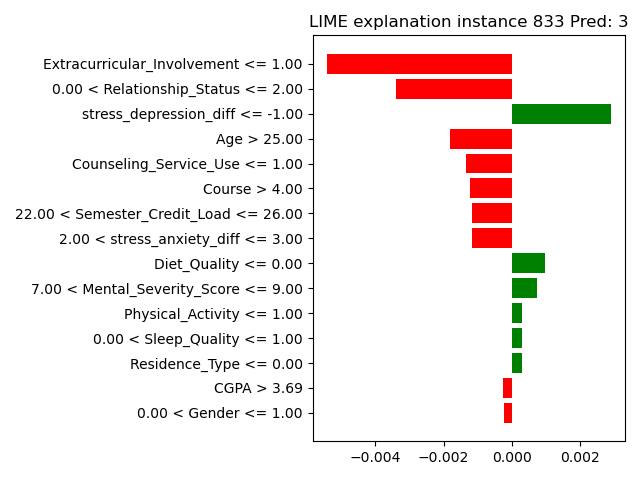 LIME explanation instance 833 Pred: 3
Extracurricular_Involvement <= 1.00
0.00 < Relationship_Status <= 2.00
stress_depression_diff <= -1.00
Age > 25.00
Counseling_Service_Use <= 1.00
Course > 4.00
22.00 < Semester_Credit_Load <= 26.00
2.00 < stress_anxiety_diff <= 3.00
Diet_Quality <= 0.00
7.00 < Mental_Severity_Score <= 9.00
Physical_Activity <= 1.00
0.00 < Sleep_Quality <= 1.00
Residence_Type <= 0.00
CGPA > 3.69
0.00 < Gender <= 1.00
−0.004 −0.002 0.000 0.002